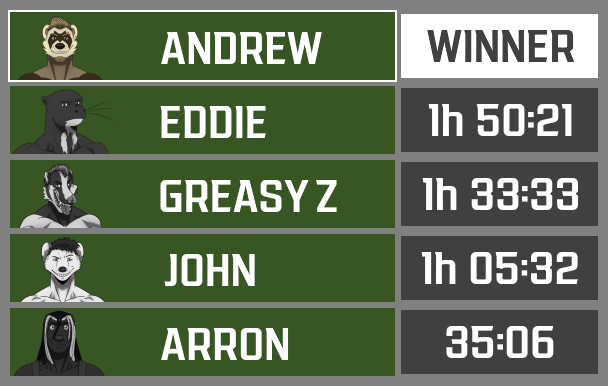 ANDREW WINNER
EDDIE 1h 50:21
GREASY Z 1h 33:33
JOHN 1h 05:32
ARRON 35:06